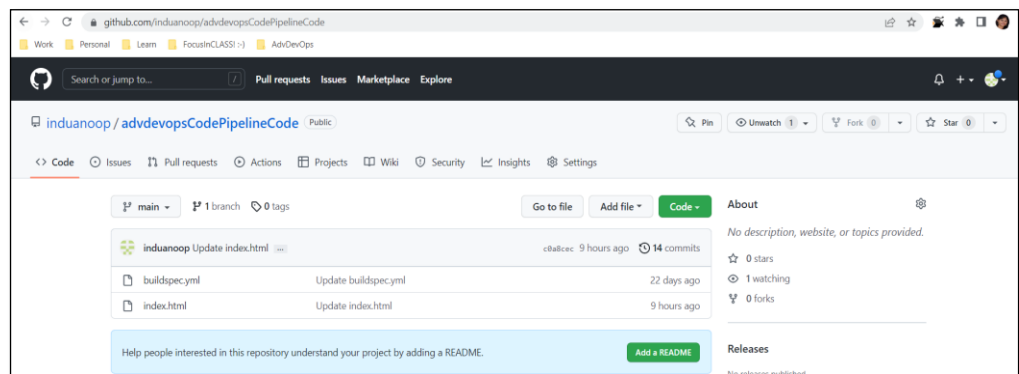 github.com/induanoop/advdevopsCodePipelineCode
Work Personal Learn FocusInCLASS! :-) AdvDevOps
Search or jump to... / Pull requests Issues Marketplace Explore
induanoop / advdevopsCodePipelineCode Public
Pin Unwatch 1 Fork 0 Star 0
Code Issues Pull requests Actions Projects Wiki Security Insights Settings
main 1 branch 0 tags Go to file Add file Code
induanoop Update index.html ... c0a8cec 9 hours ago 14 commits
buildspec.yml Update buildspec.yml 22 days ago
index.html Update index.html 9 hours ago
Help people interested in this repository understand your project by adding a README. Add a README
About
No description, website, or topics provided.
0 stars
1 watching
0 forks
Releases
No releases published